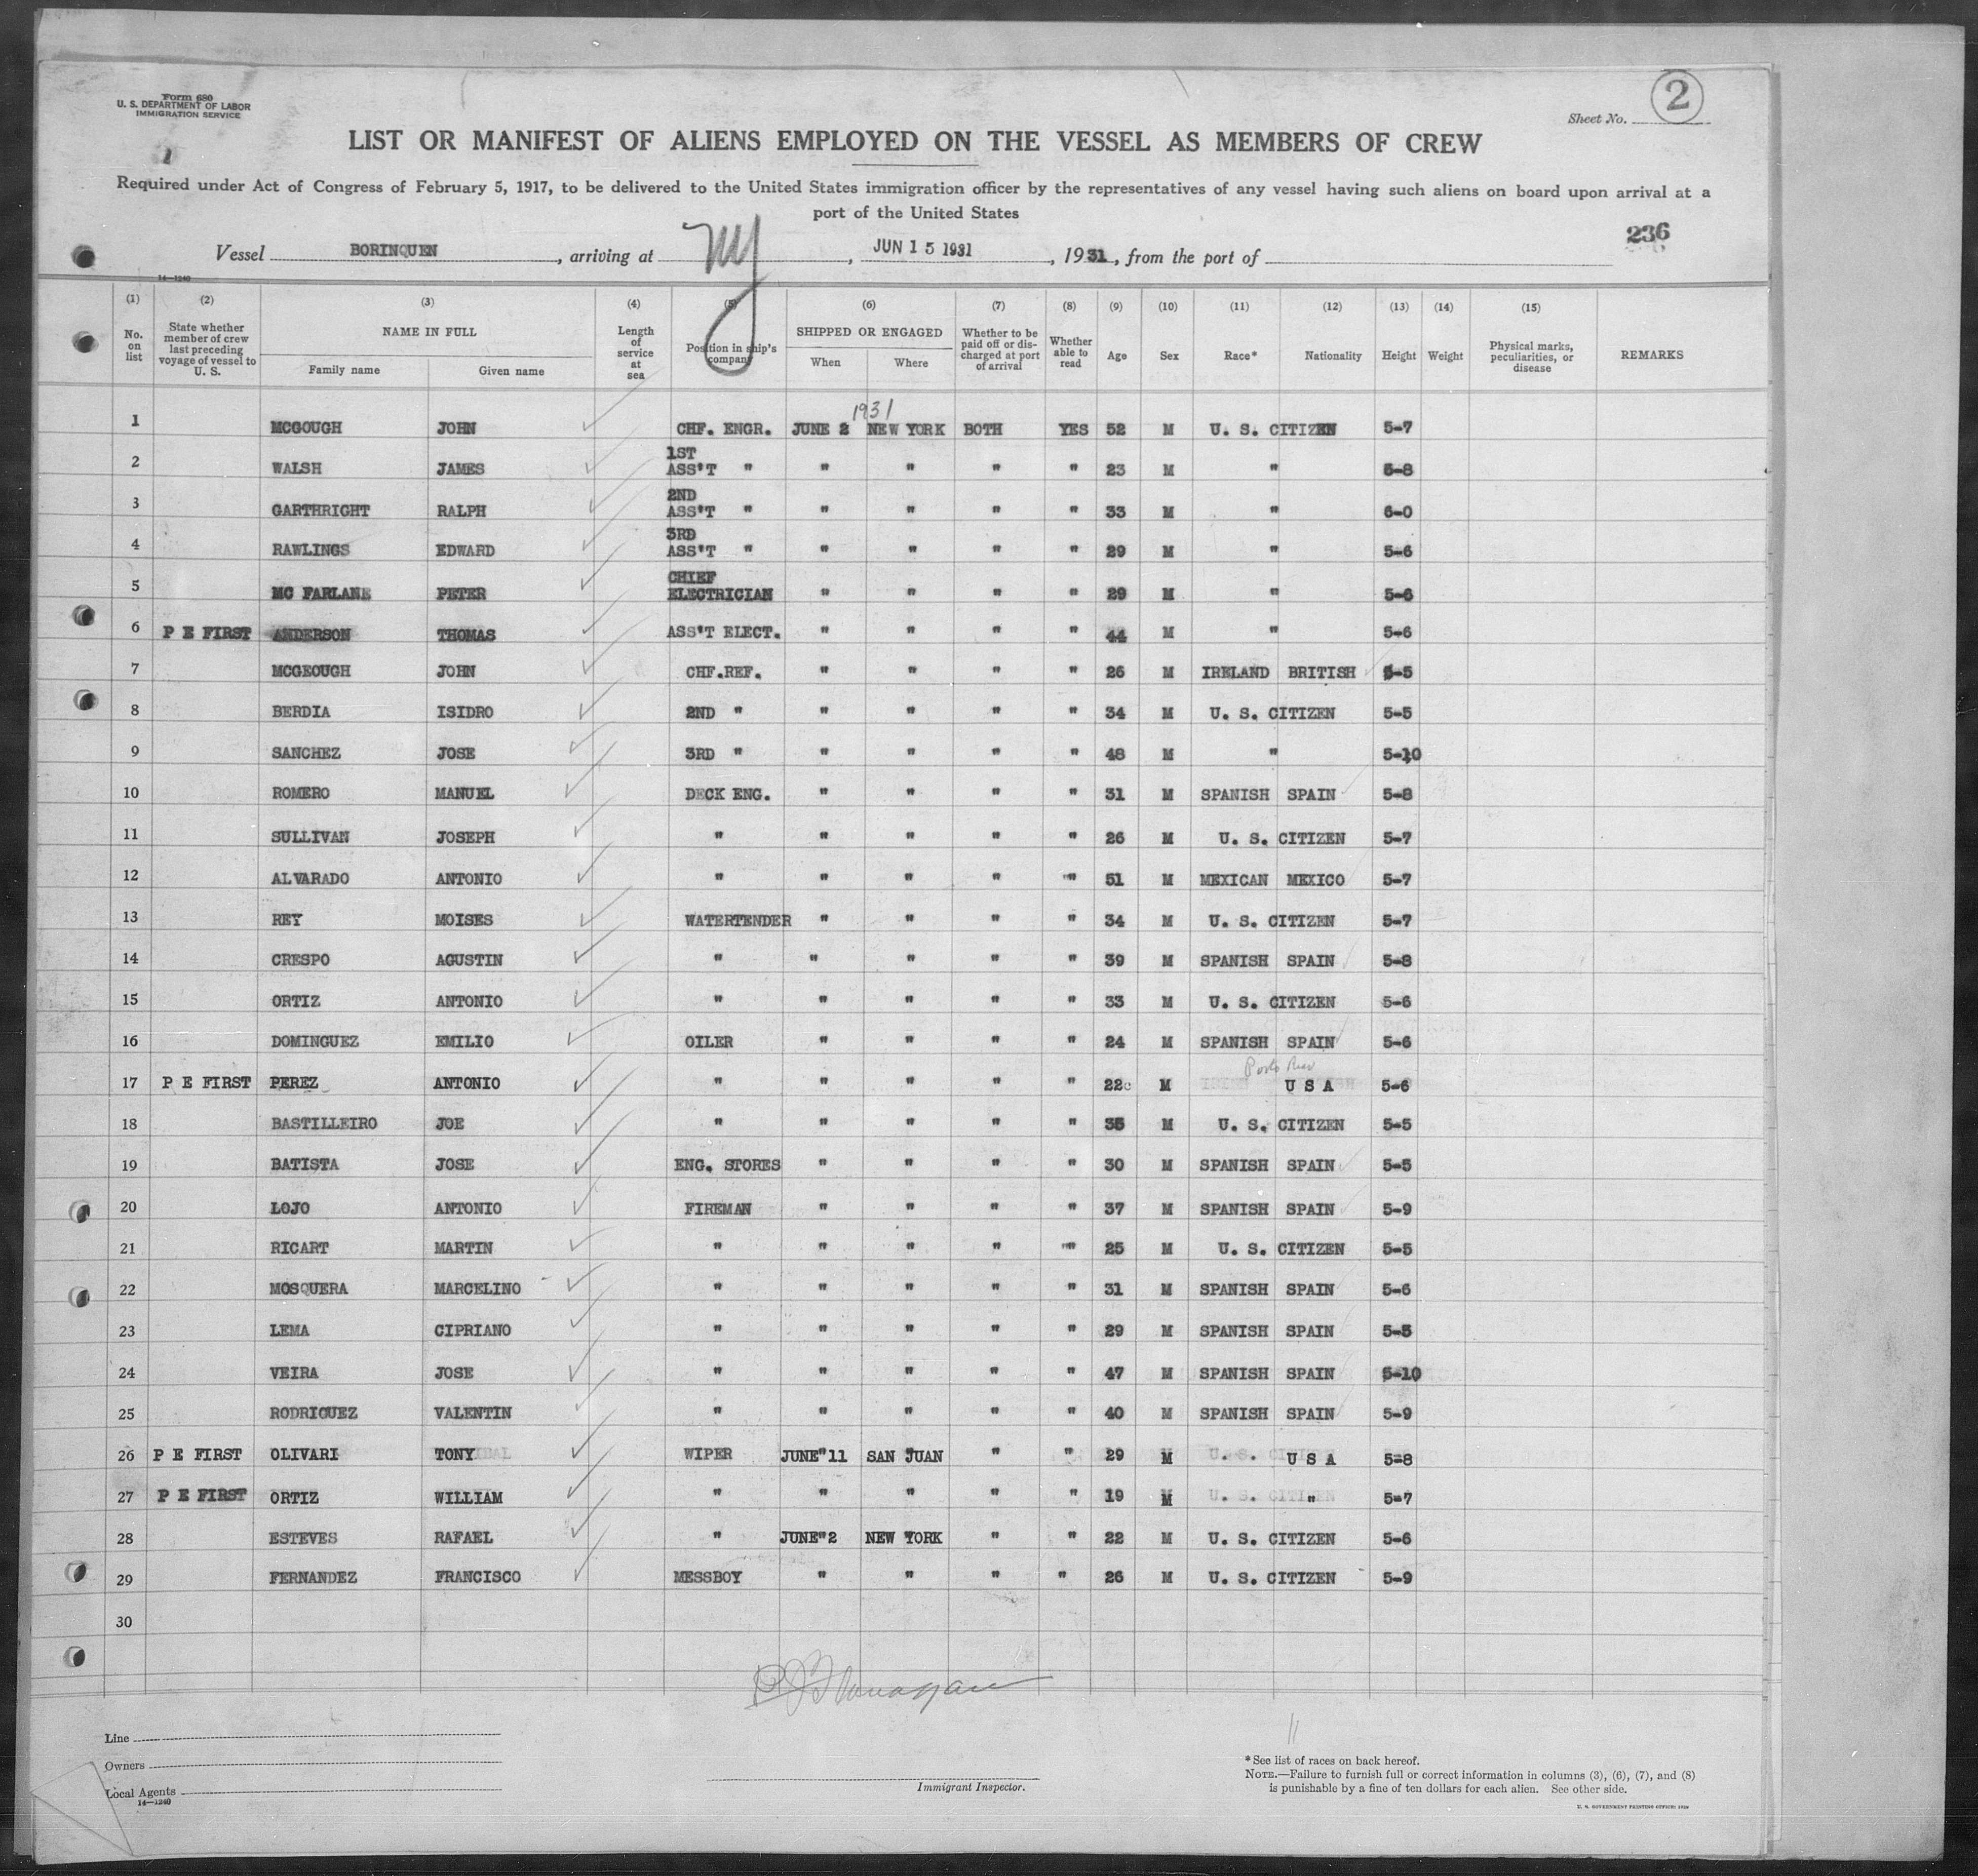 Form 680
U. S. DEPARTMENT OF LABOR
IMMIGRATION SERVICE
Sheet No. 2
LIST OR MANIFEST OF ALIENS EMPLOYED ON THE VESSEL AS MEMBERS OF CREW
Required under Act of Congress of February 5, 1917, to be delivered to the United States immigration officer by the representatives of any vessel having such aliens on board upon arrival at a
port of the United States
236
Vessel BORINQUEN, arriving at NY, JUN 15 1931, 1931, from the port of
14—1240
(1) (2) (3) (4) (5) (6) (7) (8) (9) (10) (11) (12) (13) (14) (15)
No. on list State whether member of crew last preceding voyage of vessel to U. S. NAME IN FULL Family name Given name Length of service at sea Position in ship's company SHIPPED OR ENGAGED When Where Whether to be paid off or discharged at port of arrival Whether able to read Age Sex Race* Nationality Height Weight Physical marks, peculiarities, or disease REMARKS
1931
1 MCGOUGH JOHN CHF. ENGR. JUNE 2 NEW YORK BOTH YES 52 M U. S. CITIZEN 5-7
2 WALSH JAMES 1ST ASS'T " " " " " 23 M " 5-8
3 GARTHRIGHT RALPH 2ND ASS'T " " " " " 33 M " 6-0
4 RAWLINGS EDWARD 3RD ASS'T " " " " " 29 M " 5-6
5 MC FARLANE PETER CHIEF ELECTRICIAN " " " " 29 M " 5-6
6 P E FIRST ANDERSON THOMAS ASS'T ELECT. " " " " 44 M " 5-6
7 MCGEOUGH JOHN CHF.REF. " " " " 26 M IRELAND BRITISH 5-5
8 BERDIA ISIDRO 2ND " " " " " 34 M U. S. CITIZEN 5-5
9 SANCHEZ JOSE 3RD " " " " " 48 M " 5-10
10 ROMERO MANUEL DECK ENG. " " " " 31 M SPANISH SPAIN 5-8
11 SULLIVAN JOSEPH " " " " " 26 M U. S. CITIZEN 5-7
12 ALVARADO ANTONIO " " " " " 51 M MEXICAN MEXICO 5-7
13 REY MOISES WATERTENDER " " " " 34 M U. S. CITIZEN 5-7
14 CRESPO AGUSTIN " " " " " 39 M SPANISH SPAIN 5-8
15 ORTIZ ANTONIO " " " " " 33 M U. S. CITIZEN 5-6
16 DOMINGUEZ EMILIO OILER " " " " 24 M SPANISH SPAIN 5-6
17 P E FIRST PEREZ ANTONIO " " " " " 22 M Porto Rico U S A 5-6
18 BASTILLEIRO JOE " " " " " 35 M U. S. CITIZEN 5-5
19 BATISTA JOSE ENG. STORES " " " " 30 M SPANISH SPAIN 5-5
20 LOJO ANTONIO FIREMAN " " " " 37 M SPANISH SPAIN 5-9
21 RICART MARTIN " " " " " 25 M U. S. CITIZEN 5-5
22 MOSQUERA MARCELINO " " " " " 31 M SPANISH SPAIN 5-6
23 LEMA CIPRIANO " " " " " 29 M SPANISH SPAIN 5-5
24 VEIRA JOSE " " " " " 47 M SPANISH SPAIN 5-10
25 RODRIGUEZ VALENTIN " " " " " 40 M SPANISH SPAIN 5-9
26 P E FIRST OLIVARI TONY WIPER JUNE"11 SAN JUAN " " 29 M U S A 5-8
27 P E FIRST ORTIZ WILLIAM " " " " " 19 M " 5-7
28 ESTEVES RAFAEL " JUNE"2 NEW YORK " " 22 M U. S. CITIZEN 5-6
29 FERNANDEZ FRANCISCO MESSBOY " " " " 26 M U. S. CITIZEN 5-9
30
P J Flanagan
Line
Owners
Local Agents
14—1240
Immigrant Inspector.
11
*See list of races on back hereof.
NOTE.—Failure to furnish full or correct information in columns (3), (6), (7), and (8)
is punishable by a fine of ten dollars for each alien. See other side.